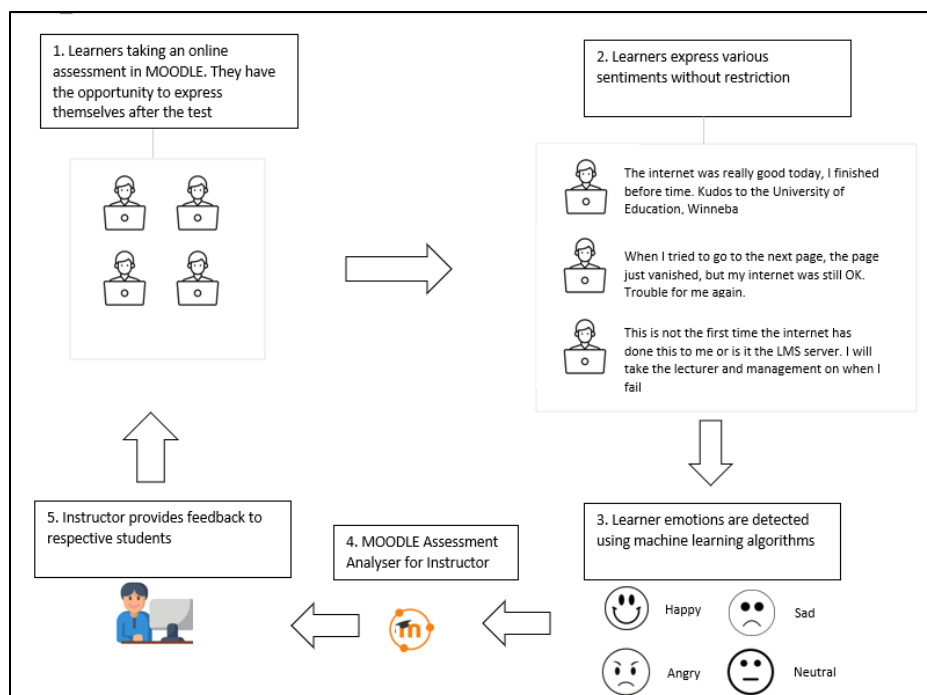 1. Learners taking an online
assessment in MOODLE. They have
the opportunity to express
themselves after the test
2. Learners express various
sentiments without restriction
The internet was really good today, I finished
before time. Kudos to the University of
Education, Winneba
When I tried to go to the next page, the page
just vanished, but my internet was still OK.
Trouble for me again.
This is not the first time the internet has
done this to me or is it the LMS server. I will
take the lecturer and management on when I
fail
3. Learner emotions are detected
using machine learning algorithms
Happy
Sad
Angry
Neutral
4. MOODLE Assessment
Analyser for Instructor
m
5. Instructor provides feedback to
respective students